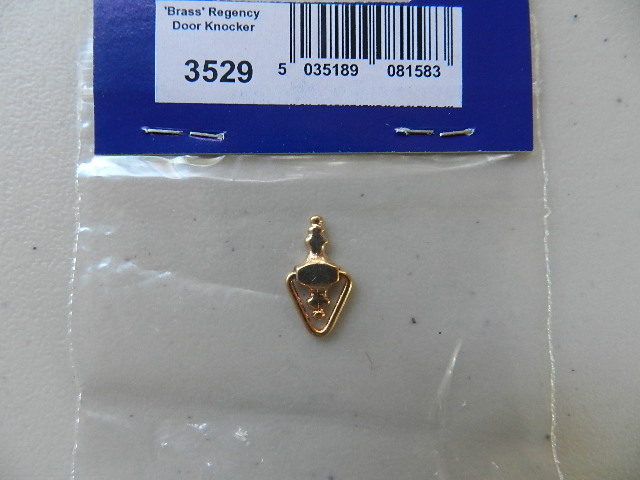 'Brass' Regency
Door Knocker
3529
5 035189 081583